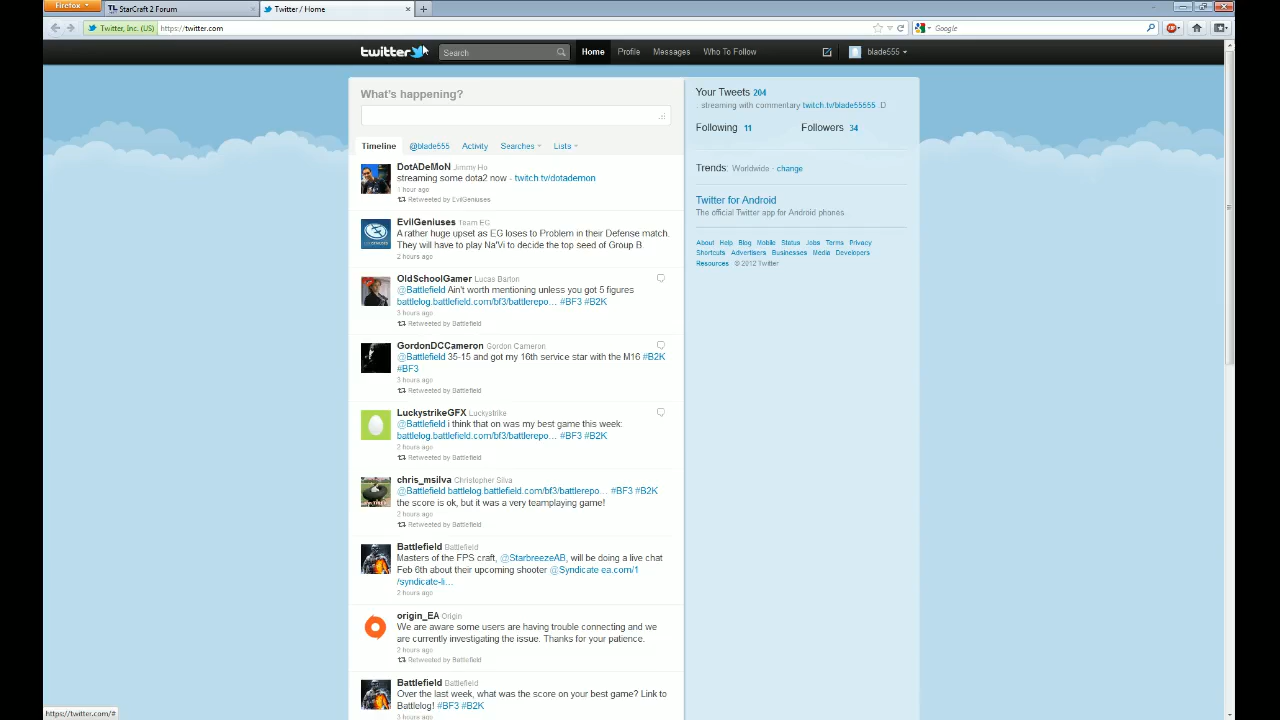 Firefox
StarCraft 2 Forum
Twitter / Home
Twitter, Inc. (US)
https://twitter.com
Google
twitter
Search
Home
Profile
Messages
Who To Follow
blade555
What's happening?
Timeline
@blade555
Activity
Searches
Lists
DotADeMoN Jimmy Ho
streaming some dota2 now - twitch.tv/dotademon
1 hour ago
Retweeted by EvilGeniuses
EvilGeniuses Team EG
A rather huge upset as EG loses to Problem in their Defense match.
They will have to play Na'Vi to decide the top seed of Group B.
2 hours ago
OldSchoolGamer Lucas Barton
@Battlefield Ain't worth mentioning unless you got 5 figures
battlelog.battlefield.com/bf3/battlerepo... #BF3 #B2K
3 hours ago
Retweeted by Battlefield
GordonDCCameron Gordon Cameron
@Battlefield 35-15 and got my 16th service star with the M16 #B2K
#BF3
3 hours ago
Retweeted by Battlefield
LuckystrikeGFX Luckystrike
@Battlefield i think that on was my best game this week:
battlelog.battlefield.com/bf3/battlerepo... #BF3 #B2K
2 hours ago
Retweeted by Battlefield
chris_msilva Christopher Silva
@Battlefield battlelog.battlefield.com/bf3/battlerepo... #BF3 #B2K
the score is ok, but it was a very teamplaying game!
2 hours ago
Retweeted by Battlefield
Battlefield Battlefield
Masters of the FPS craft, @StarbreezeAB, will be doing a live chat
Feb 6th about their upcoming shooter @Syndicate ea.com/1
/syndicate-li...
2 hours ago
origin_EA Origin
We are aware some users are having trouble connecting and we
are currently investigating the issue. Thanks for your patience.
2 hours ago
Retweeted by Battlefield
Battlefield Battlefield
Over the last week, what was the score on your best game? Link to
Battlelog! #BF3 #B2K
3 hours ago
Your Tweets 204
. streaming with commentary twitch.tv/blade55555 :D
Following 11
Followers 34
Trends: Worldwide - change
Twitter for Android
The official Twitter app for Android phones
About Help Blog Mobile Status Jobs Terms Privacy
Shortcuts Advertisers Businesses Media Developers
Resources © 2012 Twitter
https://twitter.com/#